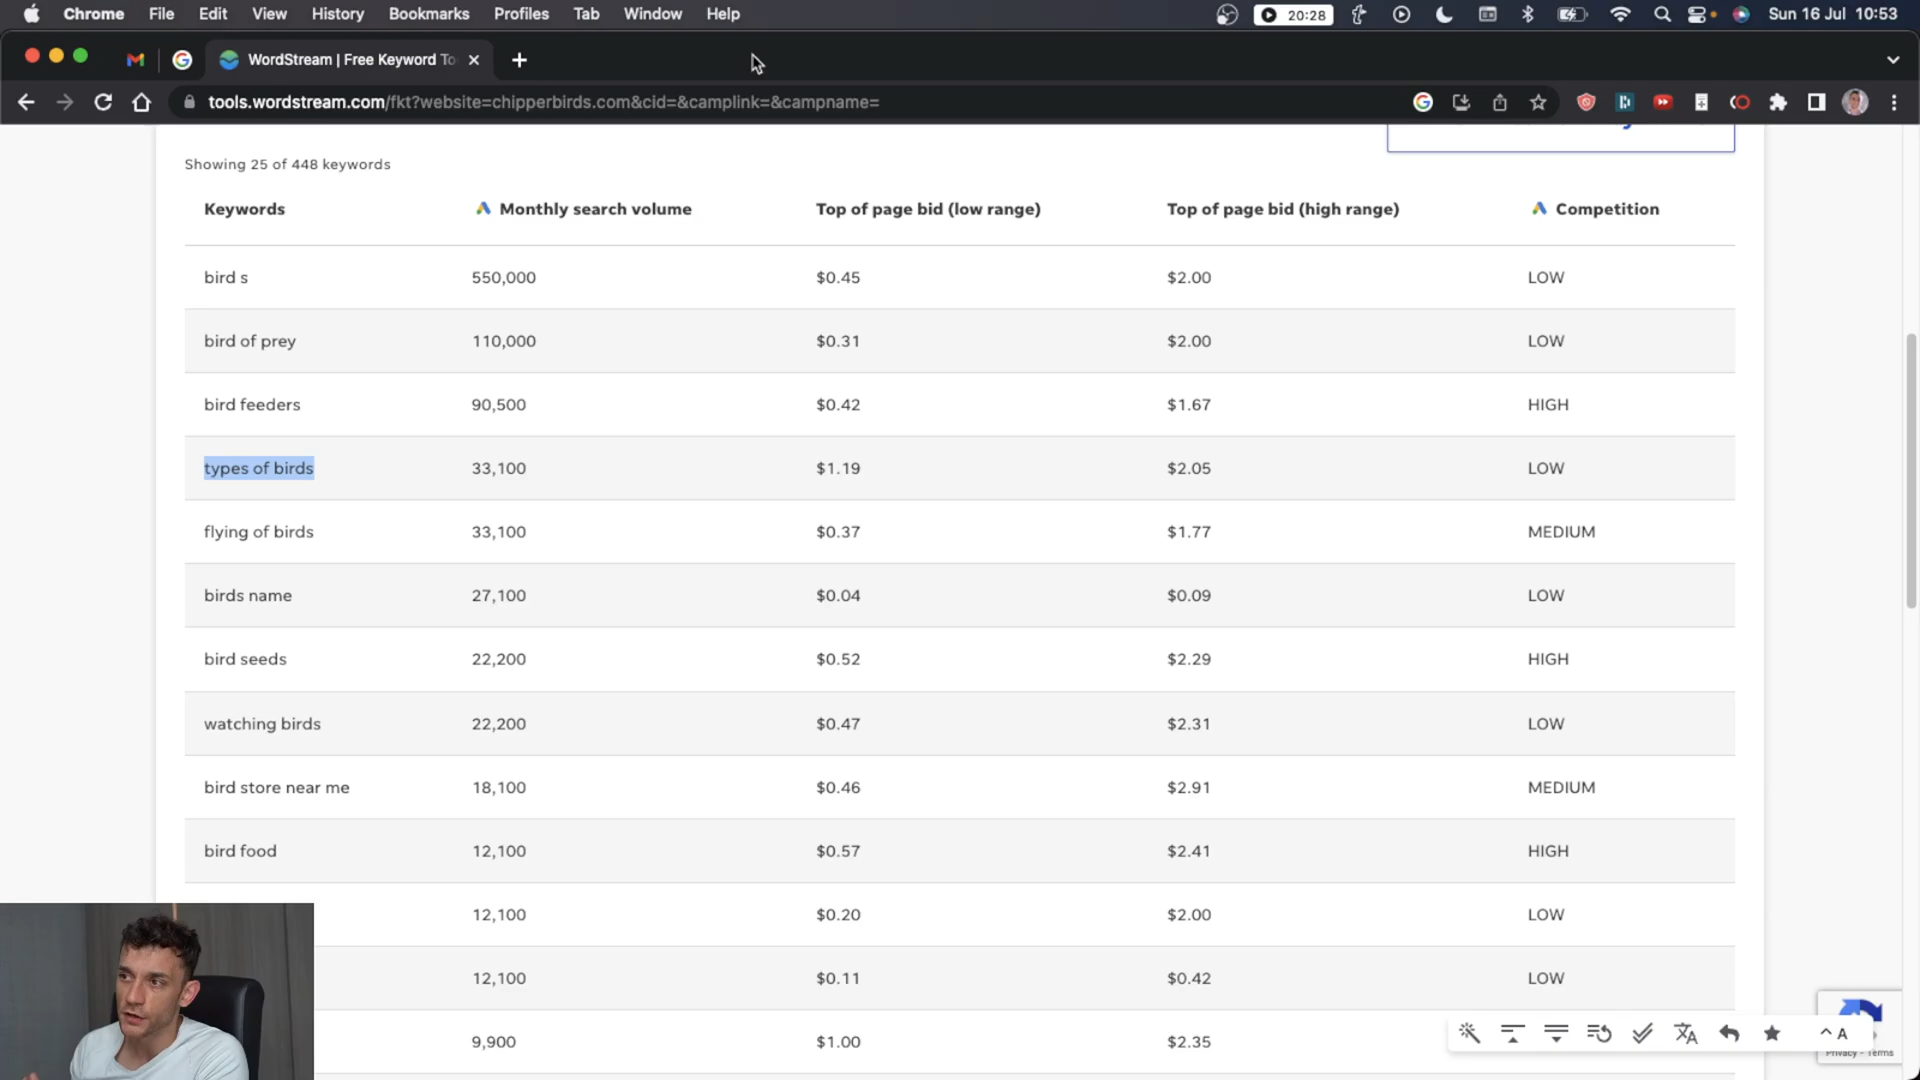 Chrome File Edit View History Bookmarks Profiles Tab Window Help 20:28 Sun 16 Jul 10:53
WordStream | Free Keyword To
tools.wordstream.com/fkt?website=chipperbirds.com&cid=&camplink=&campname=
Showing 25 of 448 keywords
Keywords Monthly search volume Top of page bid (low range) Top of page bid (high range) Competition
bird s 550,000 $0.45 $2.00 LOW
bird of prey 110,000 $0.31 $2.00 LOW
bird feeders 90,500 $0.42 $1.67 HIGH
types of birds 33,100 $1.19 $2.05 LOW
flying of birds 33,100 $0.37 $1.77 MEDIUM
birds name 27,100 $0.04 $0.09 LOW
bird seeds 22,200 $0.52 $2.29 HIGH
watching birds 22,200 $0.47 $2.31 LOW
bird store near me 18,100 $0.46 $2.91 MEDIUM
bird food 12,100 $0.57 $2.41 HIGH
12,100 $0.20 $2.00 LOW
12,100 $0.11 $0.42 LOW
9,900 $1.00 $2.35
A
Privacy - Terms